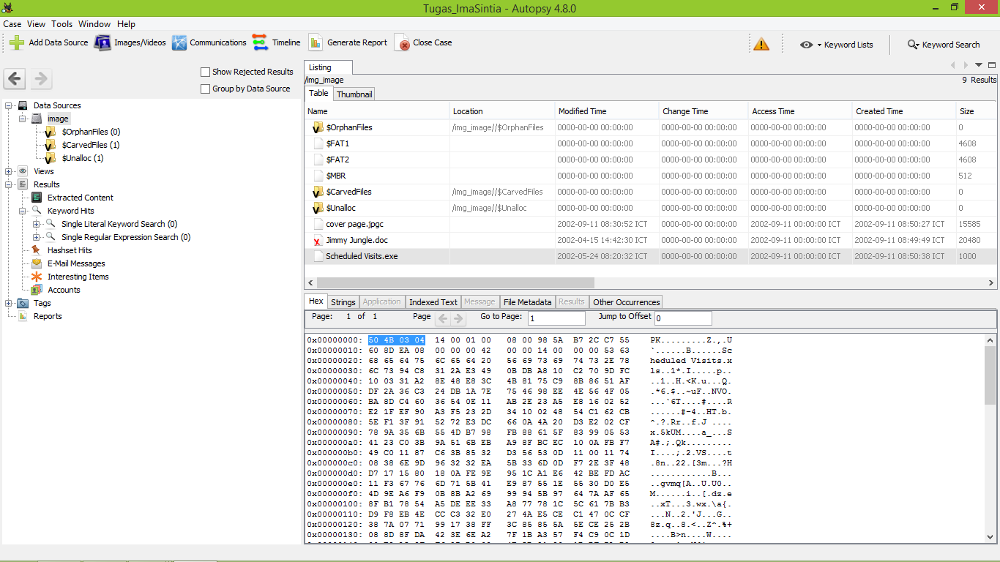 Tugas_ImaSintia - Autopsy 4.8.0
Case View Tools Window Help
Add Data Source Images/Videos Communications Timeline Generate Report Close Case Keyword Lists Keyword Search
Show Rejected Results
Group by Data Source
Data Sources
image
$OrphanFiles (0)
$CarvedFiles (1)
$Unalloc (1)
Views
Results
Extracted Content
Keyword Hits
Single Literal Keyword Search (0)
Single Regular Expression Search (0)
Hashset Hits
E-Mail Messages
Interesting Items
Accounts
Tags
Reports
Listing
/img_image 9 Results
Table Thumbnail
Name Location Modified Time Change Time Access Time Created Time Size
$OrphanFiles /img_image//$OrphanFiles 0000-00-00 00:00:00 0000-00-00 00:00:00 0000-00-00 00:00:00 0000-00-00 00:00:00 0
$FAT1 0000-00-00 00:00:00 0000-00-00 00:00:00 0000-00-00 00:00:00 0000-00-00 00:00:00 4608
$FAT2 0000-00-00 00:00:00 0000-00-00 00:00:00 0000-00-00 00:00:00 0000-00-00 00:00:00 4608
$MBR 0000-00-00 00:00:00 0000-00-00 00:00:00 0000-00-00 00:00:00 0000-00-00 00:00:00 512
$CarvedFiles /img_image//$CarvedFiles 0000-00-00 00:00:00 0000-00-00 00:00:00 0000-00-00 00:00:00 0000-00-00 00:00:00 0
$Unalloc /img_image//$Unalloc 0000-00-00 00:00:00 0000-00-00 00:00:00 0000-00-00 00:00:00 0000-00-00 00:00:00 0
cover page.jpgc 2002-09-11 08:30:52 ICT 0000-00-00 00:00:00 2002-09-11 00:00:00 ICT 2002-09-11 08:50:27 ICT 15585
Jimmy Jungle.doc 2002-04-15 14:42:30 ICT 0000-00-00 00:00:00 2002-09-11 00:00:00 ICT 2002-09-11 08:49:49 ICT 20480
Scheduled Visits.exe 2002-05-24 08:20:32 ICT 0000-00-00 00:00:00 2002-09-11 00:00:00 ICT 2002-09-11 08:50:38 ICT 1000
Hex Strings Application Indexed Text Message File Metadata Results Other Occurrences
Page: 1 of 1 Page Go to Page: 1 Jump to Offset 0
0x00000000: 50 4B 03 04 14 00 01 00 08 00 98 5A B7 2C C7 55 PK.........Z.,.U
0x00000010: 60 8D EA 08 00 00 00 42 00 00 14 00 00 00 53 63 `......B......Sc
0x00000020: 68 65 64 75 6C 65 64 20 56 69 73 69 74 73 2E 78 heduled Visits.x
0x00000030: 6C 73 94 C8 31 2A E3 49 0B DB A8 10 C2 70 9D FC ls..1*.I.....p..
0x00000040: 10 03 31 A2 8E 48 E8 3C 4B 81 75 C9 8B 86 51 AF ..1..H.<K.u...Q.
0x00000050: DF 2A 36 C3 24 DB 1A 7E 75 46 98 EE 4E 56 4F 05 .*6.$..~uF..NVO.
0x00000060: BA 8D C4 60 36 54 0E 11 AB 2E 23 A5 E8 16 02 52 ...`6T....#....R
0x00000070: E2 1F EF 90 A3 F5 23 2D 34 10 02 48 54 C1 62 CB ......#-4..HT.b.
0x00000080: 5E F1 3F 91 52 72 E3 DC 66 0A 4A 20 D3 E2 02 CF ^.?.Rr..f.J ....
0x00000090: 78 9A 35 6B 55 4D B7 98 FB 88 61 5F 83 99 05 53 x.5kUM....a_...S
0x000000a0: 41 23 C0 3B 9A 51 6B EB A9 8F BC EC 10 0A FB F7 A#.;.Qk.........
0x000000b0: 49 C0 11 87 C6 3B 85 32 D3 56 53 0D 11 00 11 74 I....;.2.VS....t
0x000000c0: 08 38 6E 9D 96 32 32 EA 5B 33 6D 0D F7 2E 3F 48 .8n..22.[3m...?H
0x000000d0: D7 17 15 80 18 0A FE 9E 95 1C A1 E6 42 BE FD AC ............B...
0x000000e0: 11 F3 67 76 6D 71 5B 41 E9 87 55 1E 55 30 D0 E5 ..gvmq[A..U.U0..
0x000000f0: 4D 9E A6 F9 0B 8B A2 69 99 94 5B 97 64 7A AF 65 M......i..[.dz.e
0x00000100: 8F B1 78 54 A5 DE EE 33 A8 77 78 1C 5C 61 7B B3 ..xT...3.wx.\a{.
0x00000110: D9 F8 EB 4E CC C3 32 E0 27 4A E5 CE C1 47 0C CF ...N..2.'J...G..
0x00000120: 38 7A 07 71 99 17 38 FF 3C 85 85 5A 5E CE 25 2B 8z.q..8.<..Z^.%+
0x00000130: 08 8D 8F DA 42 3E 6E A2 7F 1B A3 57 F4 C9 0C 1D ....B>n....W....